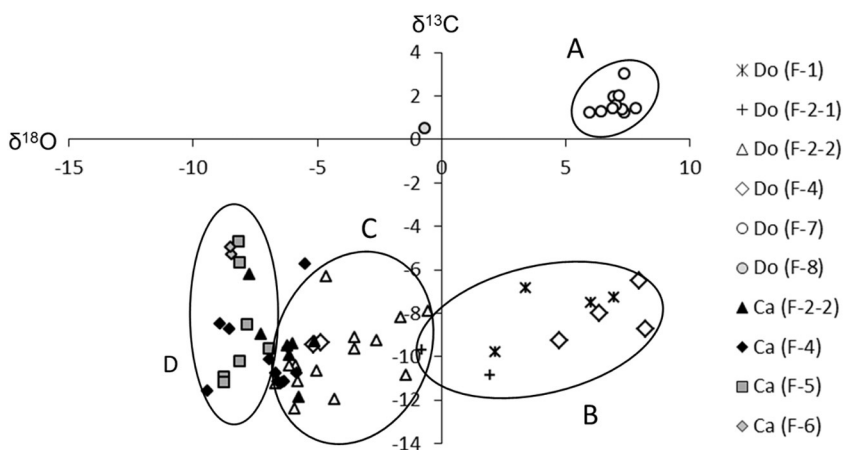 δ13C
A
4
2
0
δ18O
-15 -10 -5 0 5 10
-2
-4
-6
-8
-10
-12
-14
C
D
B
Do (F-1)
Do (F-2-1)
Do (F-2-2)
Do (F-4)
Do (F-7)
Do (F-8)
Ca (F-2-2)
Ca (F-4)
Ca (F-5)
Ca (F-6)